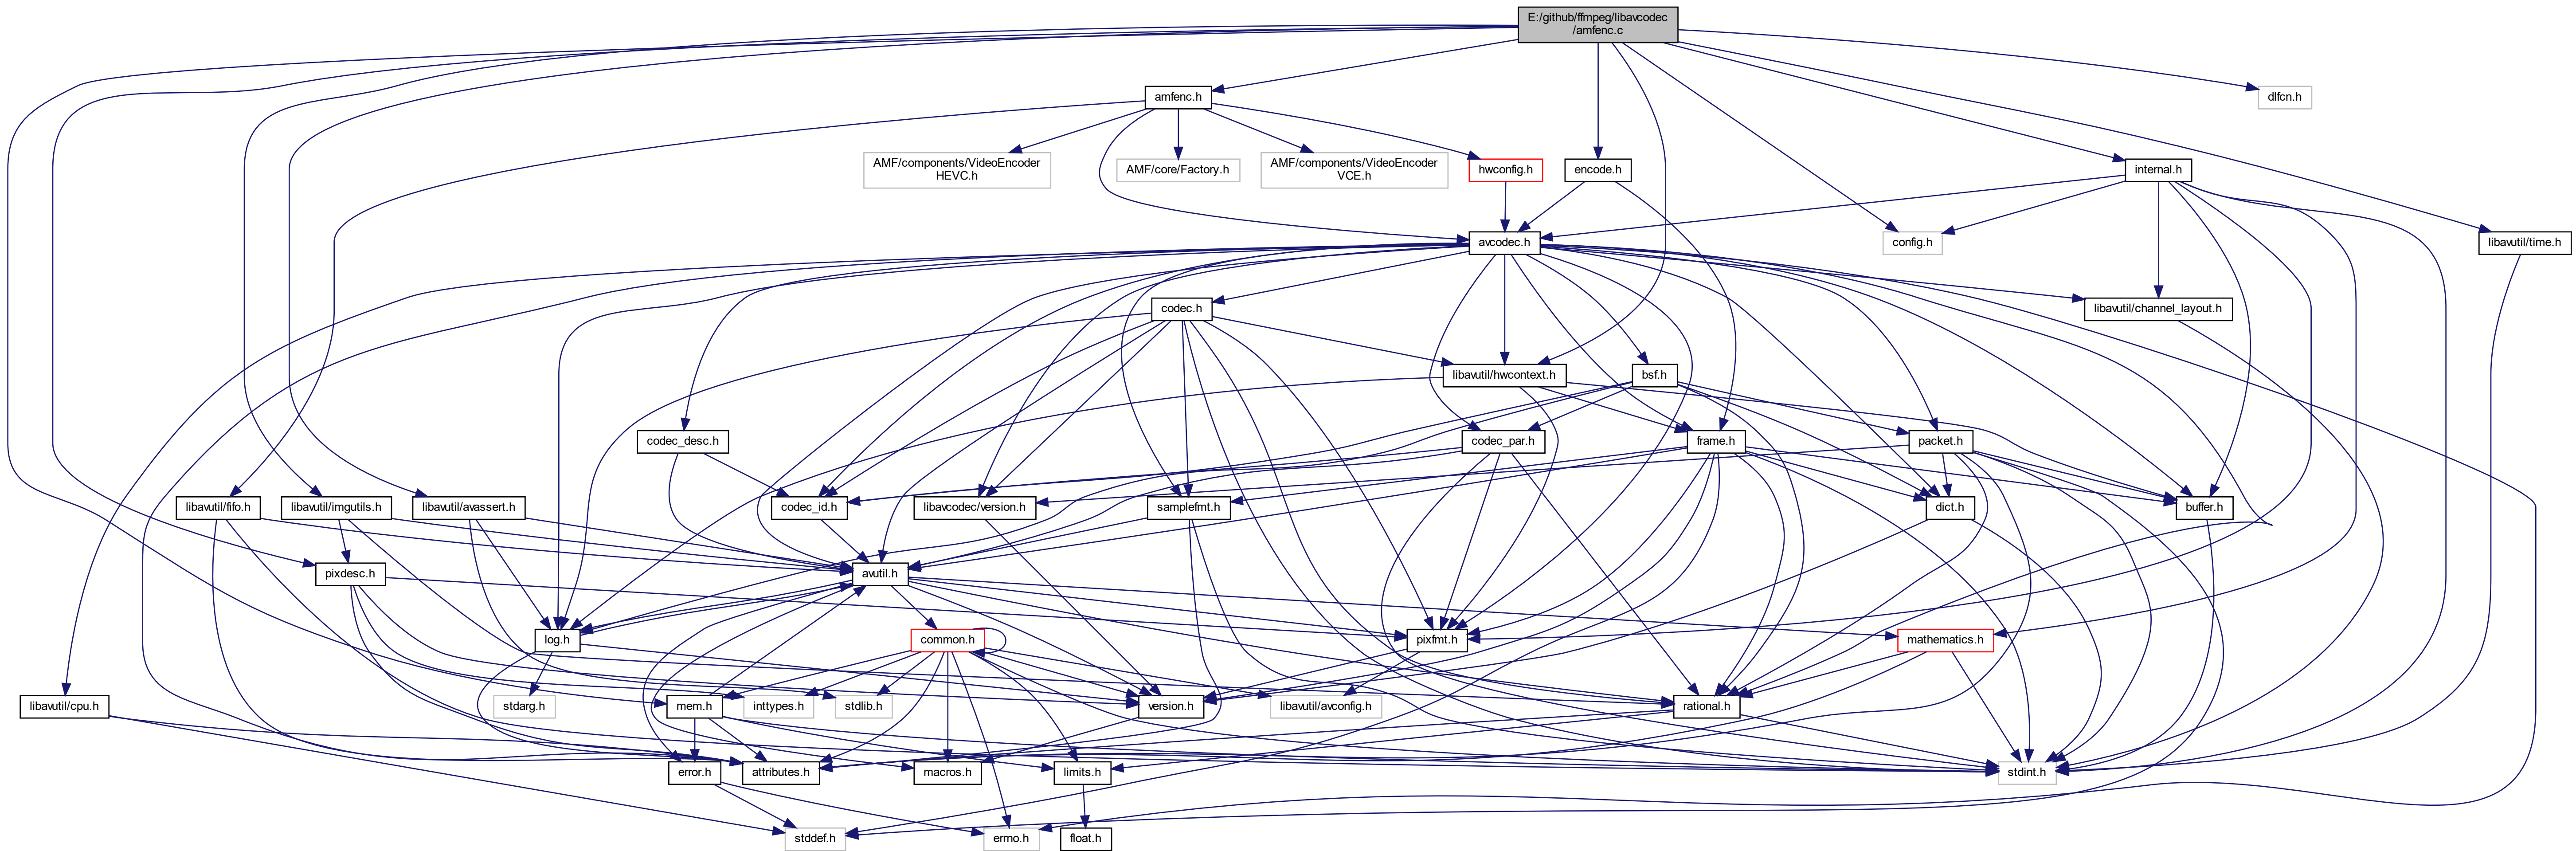 E:/github/ffmpeg/libavcodec
/amfenc.c
amfenc.h
dlfcn.h
AMF/components/VideoEncoder
HEVC.h
AMF/core/Factory.h
AMF/components/VideoEncoder
VCE.h
hwconfig.h
encode.h
internal.h
avcodec.h
config.h
libavutil/time.h
codec.h
libavutil/channel_layout.h
libavutil/hwcontext.h
bsf.h
codec_desc.h
codec_par.h
frame.h
packet.h
libavutil/fifo.h
libavutil/imgutils.h
libavutil/avassert.h
codec_id.h
libavcodec/version.h
samplefmt.h
dict.h
buffer.h
pixdesc.h
avutil.h
log.h
common.h
pixfmt.h
mathematics.h
libavutil/cpu.h
stdarg.h
mem.h
inttypes.h
stdlib.h
version.h
libavutil/avconfig.h
rational.h
error.h
attributes.h
macros.h
limits.h
stdint.h
stddef.h
errno.h
float.h